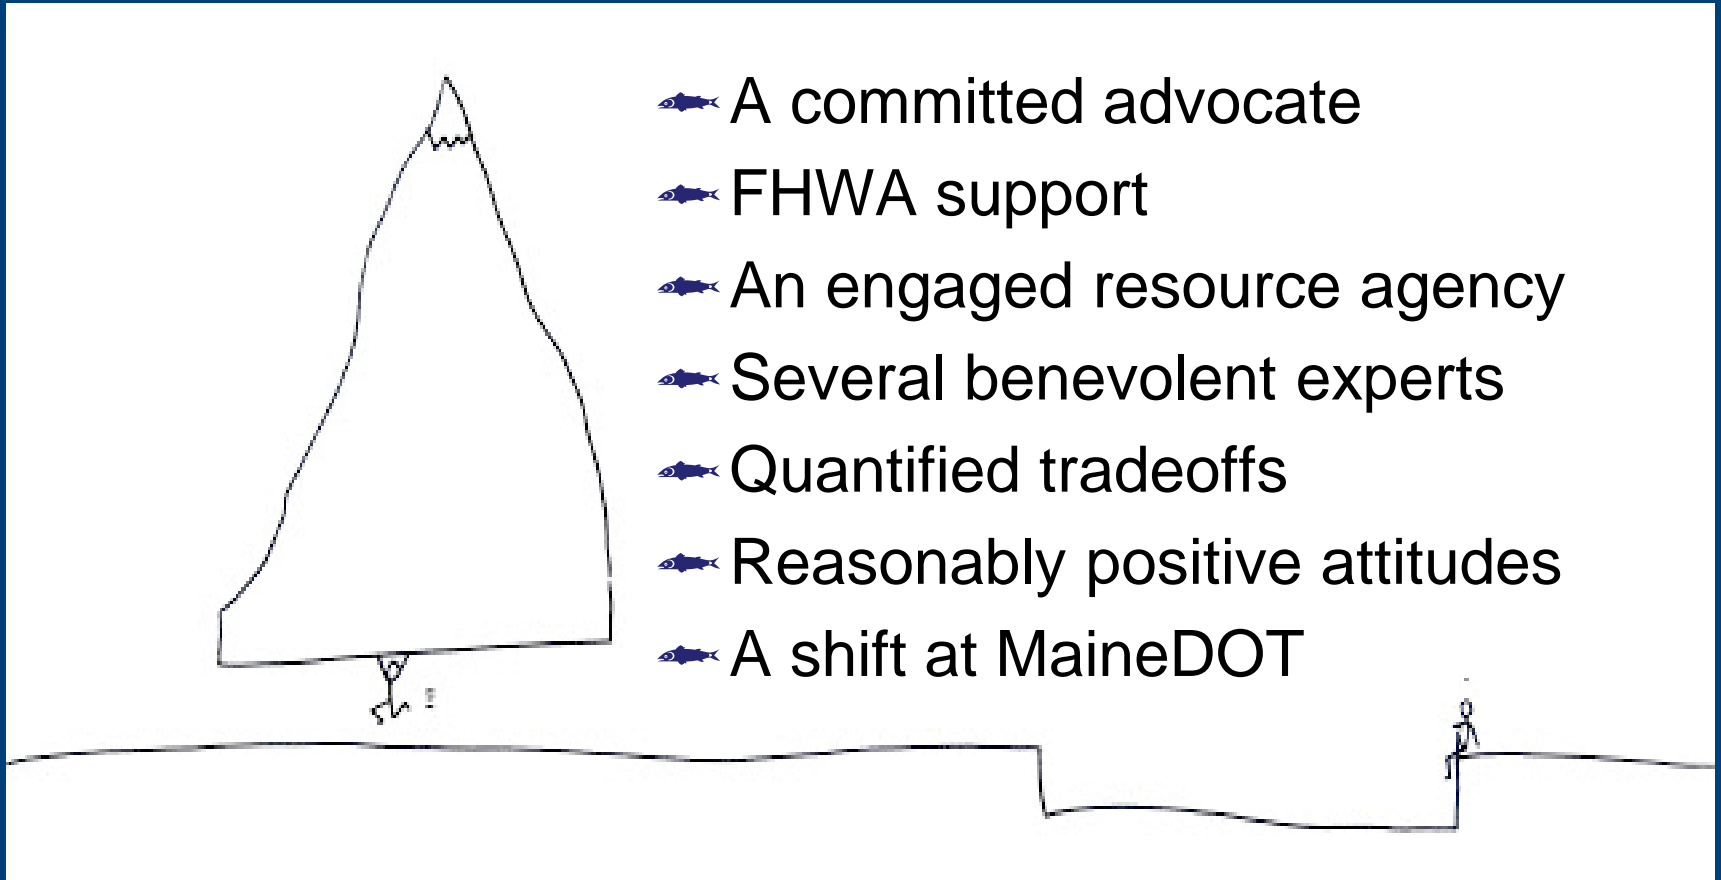 A committed advocate
FHWA support
An engaged resource agency
Several benevolent experts
Quantified tradeoffs
Reasonably positive attitudes
A shift at MaineDOT